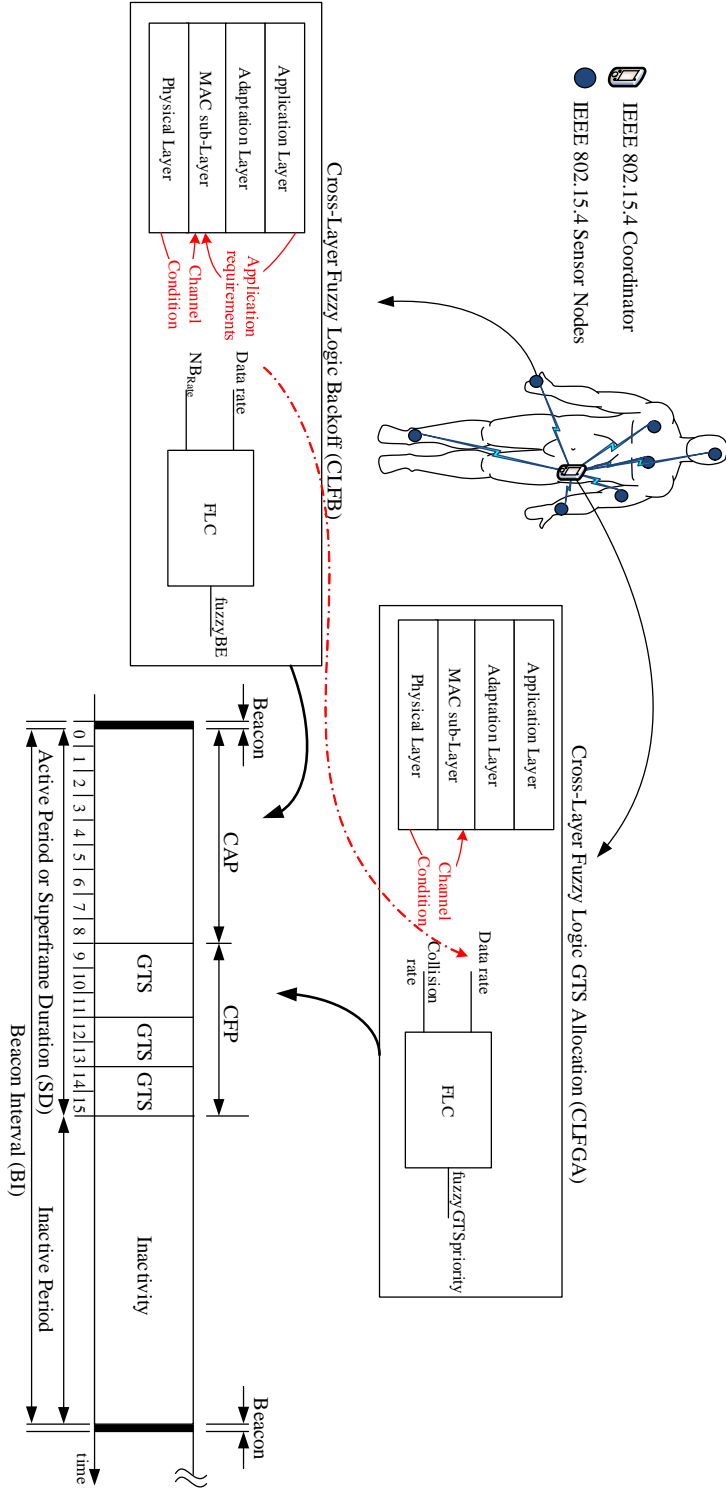 IEEE 802.15.4 Coordinator
IEEE 802.15.4 Sensor Nodes
Cross-Layer Fuzzy Logic GTS Allocation (CLFGA)
Application Layer
Adaptation Layer
MAC sub-Layer
Physical Layer
Channel
Condition
Data rate
Collision
rate
FLC
fuzzyGTSpriority
Cross-Layer Fuzzy Logic Backoff (CLFB)
Application Layer
Adaptation Layer
MAC sub-Layer
Physical Layer
Application
requirements
Channel
Condition
Data rate
NBRate
FLC
fuzzyBE
Beacon
CAP
CFP
Beacon
GTS
GTS
GTS
Inactivity
0 1 2 3 4 5 6 7 8 9 10 11 12 13 14 15
time
Active Period or Superframe Duration (SD)
Inactive Period
Beacon Interval (BI)